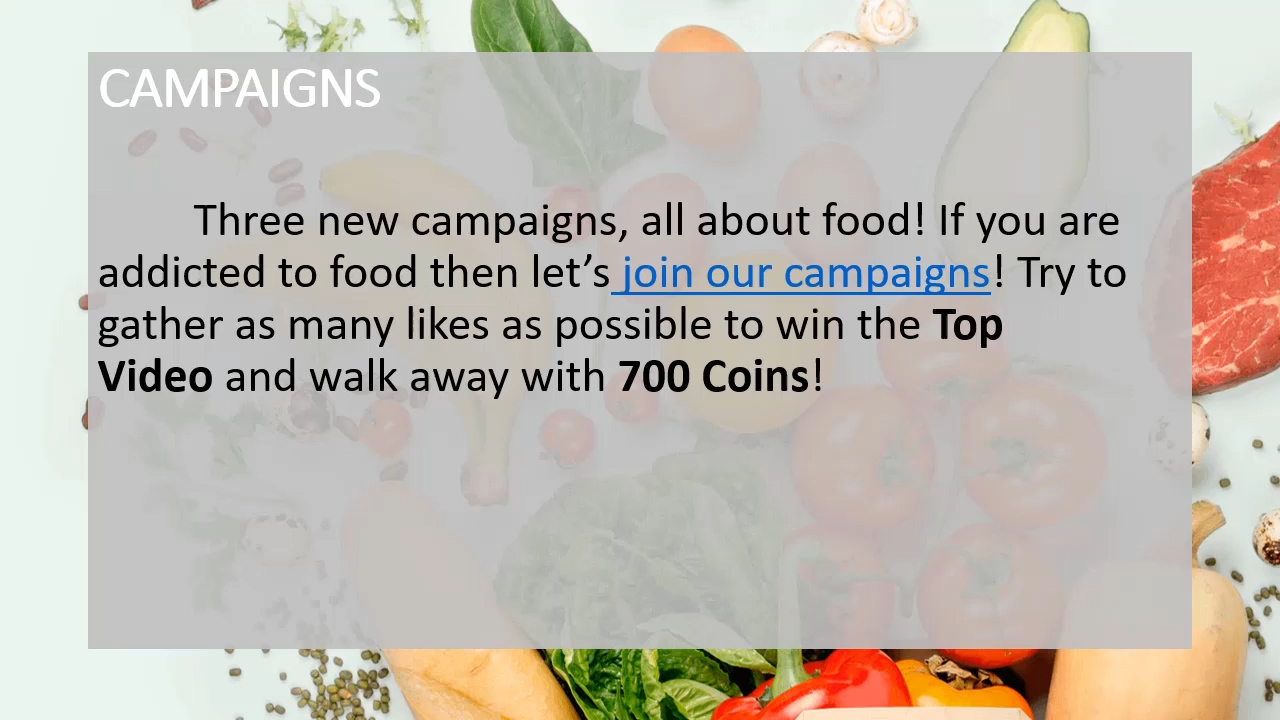 CAMPAIGNS
Three new campaigns, all about food! If you are
addicted to food then let’s join our campaigns! Try to
gather as many likes as possible to win the Top
Video and walk away with 700 Coins!